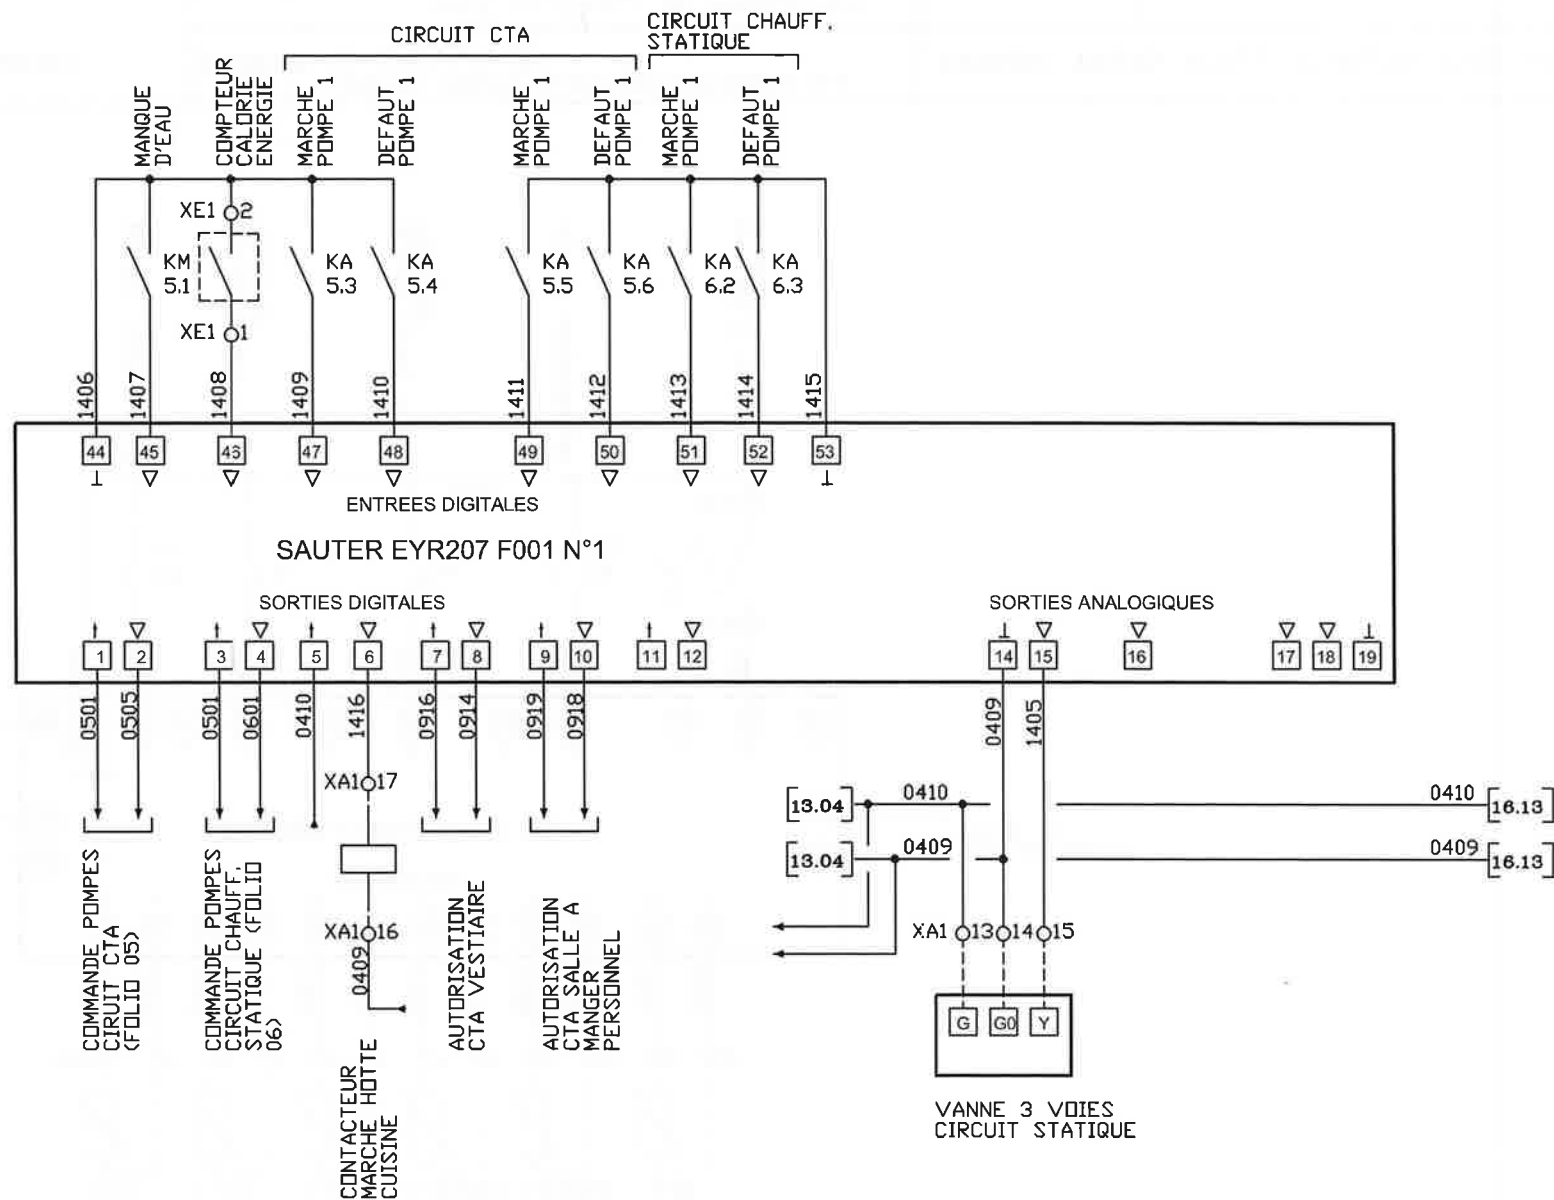 CIRCUIT CTA
CIRCUIT CHAUFF.
STATIQUE
MANQUE
D'EAU
COMPTEUR
CALORIE
ENERGIE
MARCHE
POMPE 1
DEFAUT
POMPE 1
MARCHE
POMPE 1
DEFAUT
POMPE 1
MARCHE
POMPE 1
DEFAUT
POMPE 1
XE1 2
KM
5.1
KA
5.3
KA
5.4
KA
5.5
KA
5.6
KA
6.2
KA
6.3
XE1 1
1406
1407
1408
1409
1410
1411
1412
1413
1414
1415
44 45 46 47 48 49 50 51 52 53
ENTREES DIGITALES
SAUTER EYR207 F001 N°1
SORTIES DIGITALES
SORTIES ANALOGIQUES
1 2 3 4 5 6 7 8 9 10 11 12 14 15 16 17 18 19
0501
0505
0501
0601
0410
1416
0916
0914
0919
0918
0409
1405
XA1 17
[13.04] 0410 0410 [16.13]
[13.04] 0409 0409 [16.13]
XA1 16
0409
XA1 13 14 15
COMMANDE POMPES
CIRUIT CTA
(FOLIO 05)
COMMANDE POMPES
CIRCUIT CHAUFF.
STATIQUE (FOLIO
06)
CONTACTEUR
MARCHE HOTTE
CUISINE
AUTORISATION
CTA VESTIAIRE
AUTORISATION
CTA SALLE A
MANGER
PERSONNEL
G G0 Y
VANNE 3 VOIES
CIRCUIT STATIQUE